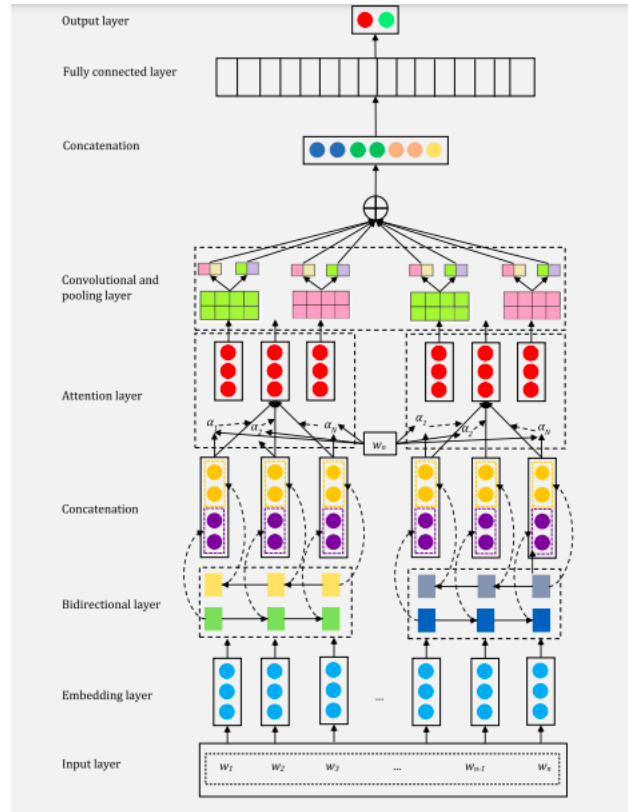 Output layer
Fully connected layer
Concatenation
Convolutional and
pooling layer
Attention layer
α1 α2 αN wn α1 α2 αN
Concatenation
Bidirectional layer
Embedding layer
...
Input layer
w1 w2 w3 ... wn-1 wn